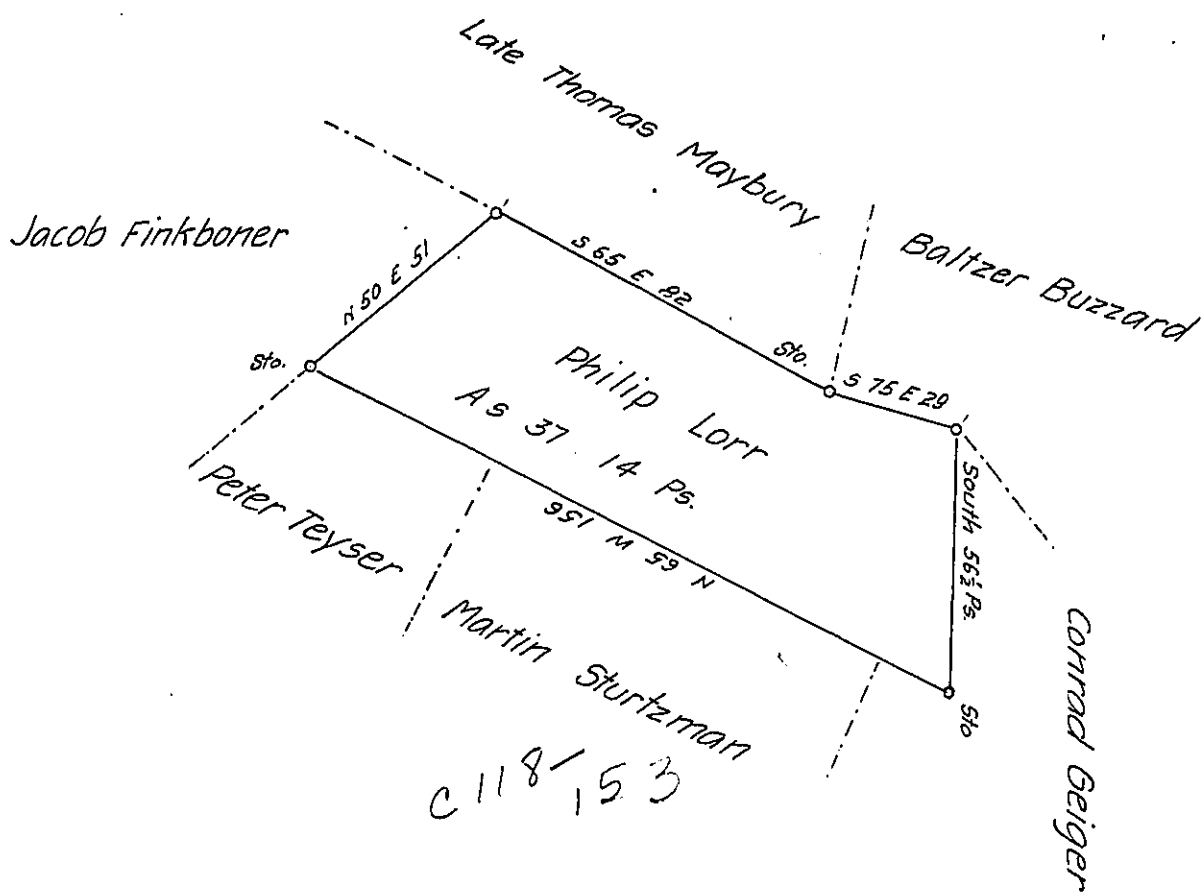 Late Thomas Maybury
Jacob Finkboner
Baltzer Buzzard
N 50 E 51
S 65 E 82
Sto.
Sto.
S 75 E 29
Philip Lorr
As 37 14 Ps.
South 56½ Ps.
N 65 W 156
Peter Teyser
Martin Sturtzman
Sto
Conrad Geiger
C 118/153